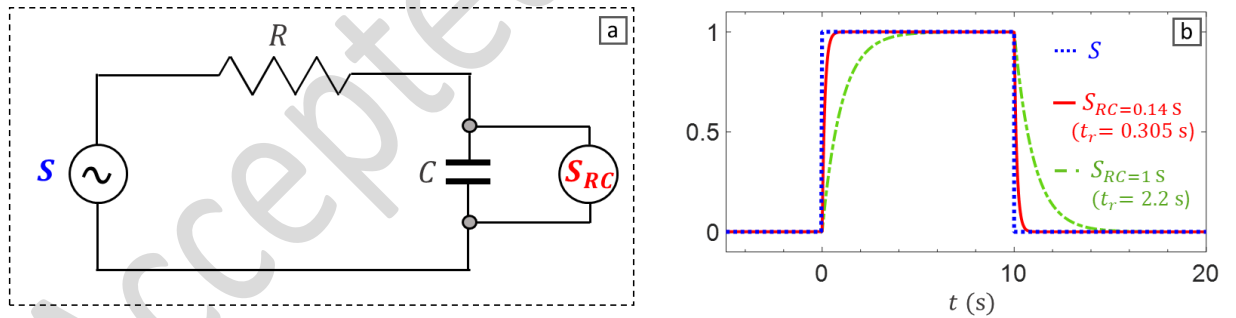 Accepted
a
R
S
C
S_RC
b
1
0.5
0
0
10
20
t (s)
S
S_RC=0.14 S
(t_r= 0.305 s)
S_RC=1 S
(t_r= 2.2 s)